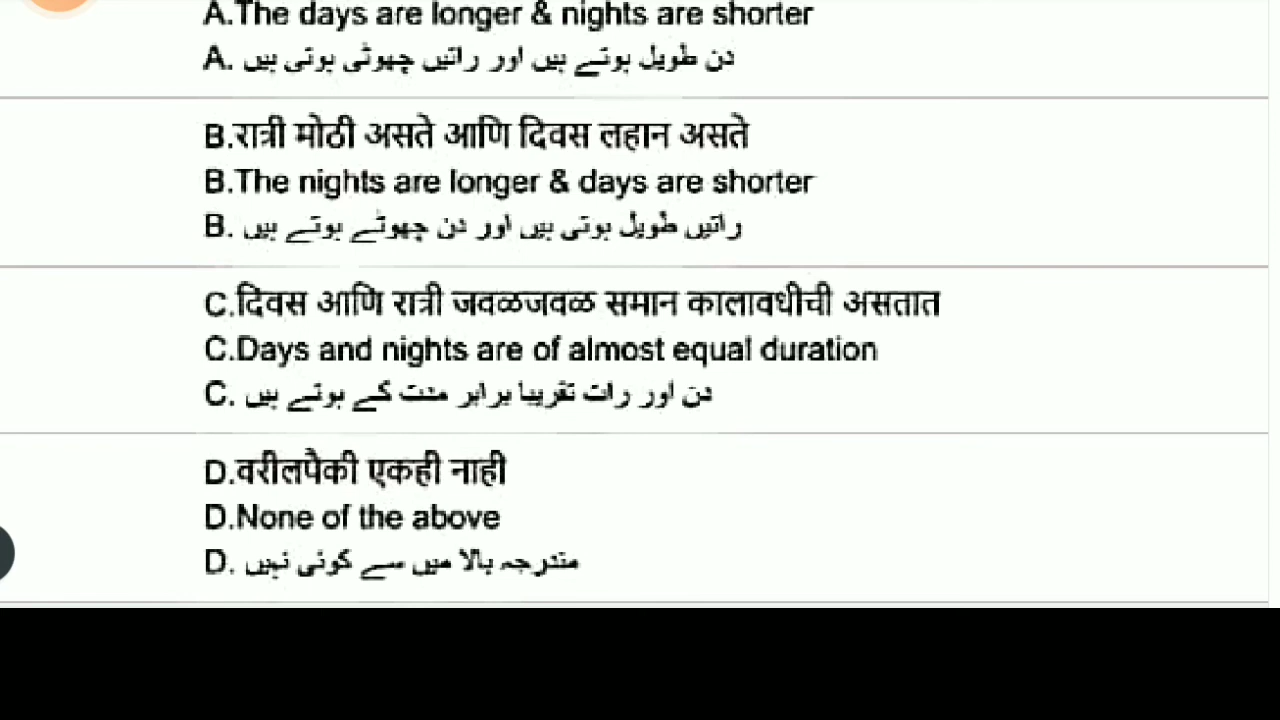 A.The days are longer & nights are shorter
A. دن طویل ہوتے ہیں اور راتیں چھوٹی ہوتی ہیں
B.रात्री मोठी असते आणि दिवस लहान असते
B.The nights are longer & days are shorter
B. راتیں طویل ہوتی ہیں اور دن چھوٹے ہوتے ہیں
C.दिवस आणि रात्री जवळजवळ समान कालावधीची असतात
C.Days and nights are of almost equal duration
C. دن اور رات تقریبا برابر مدت کے ہوتے ہیں
D.वरीलपैकी एकही नाही
D.None of the above
D. مندرجہ بالا میں سے کوئی نہیں